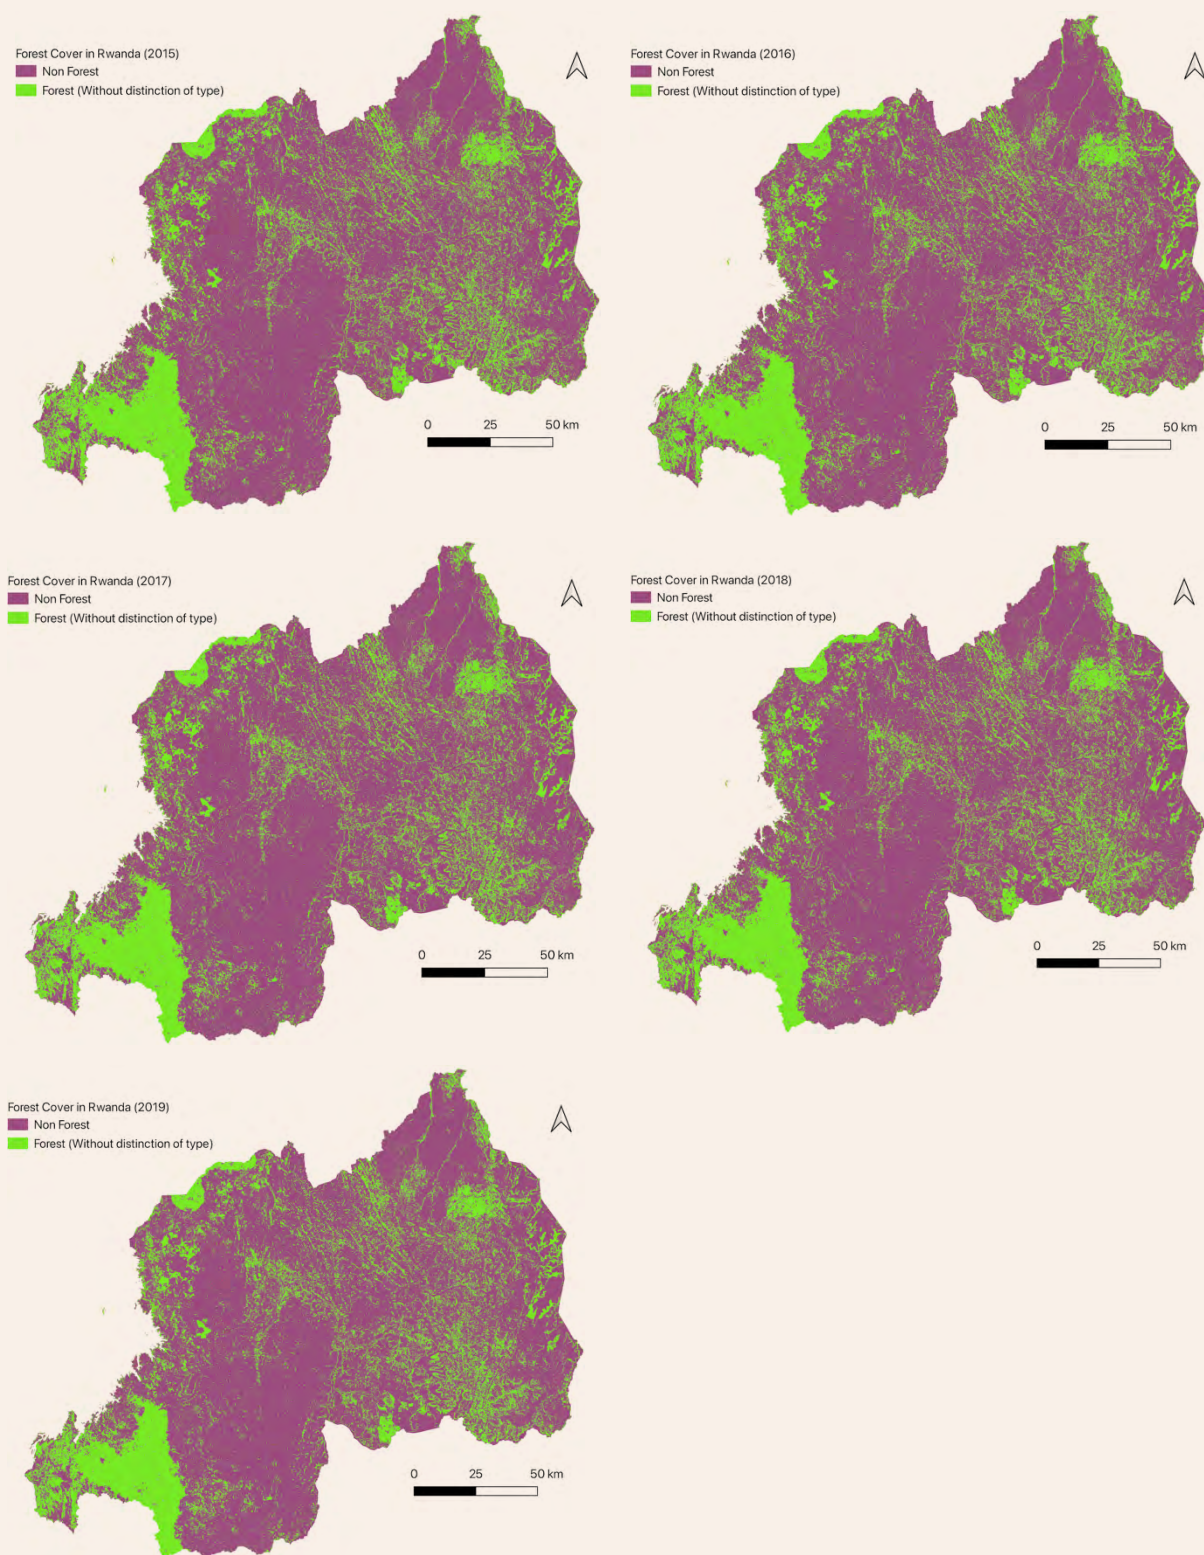 Forest Cover in Rwanda (2015)
Non Forest
Forest (Without distinction of type)
0 25 50 km
Forest Cover in Rwanda (2016)
Non Forest
Forest (Without distinction of type)
0 25 50 km
Forest Cover in Rwanda (2017)
Non Forest
Forest (Without distinction of type)
0 25 50 km
Forest Cover in Rwanda (2018)
Non Forest
Forest (Without distinction of type)
0 25 50 km
Forest Cover in Rwanda (2019)
Non Forest
Forest (Without distinction of type)
0 25 50 km